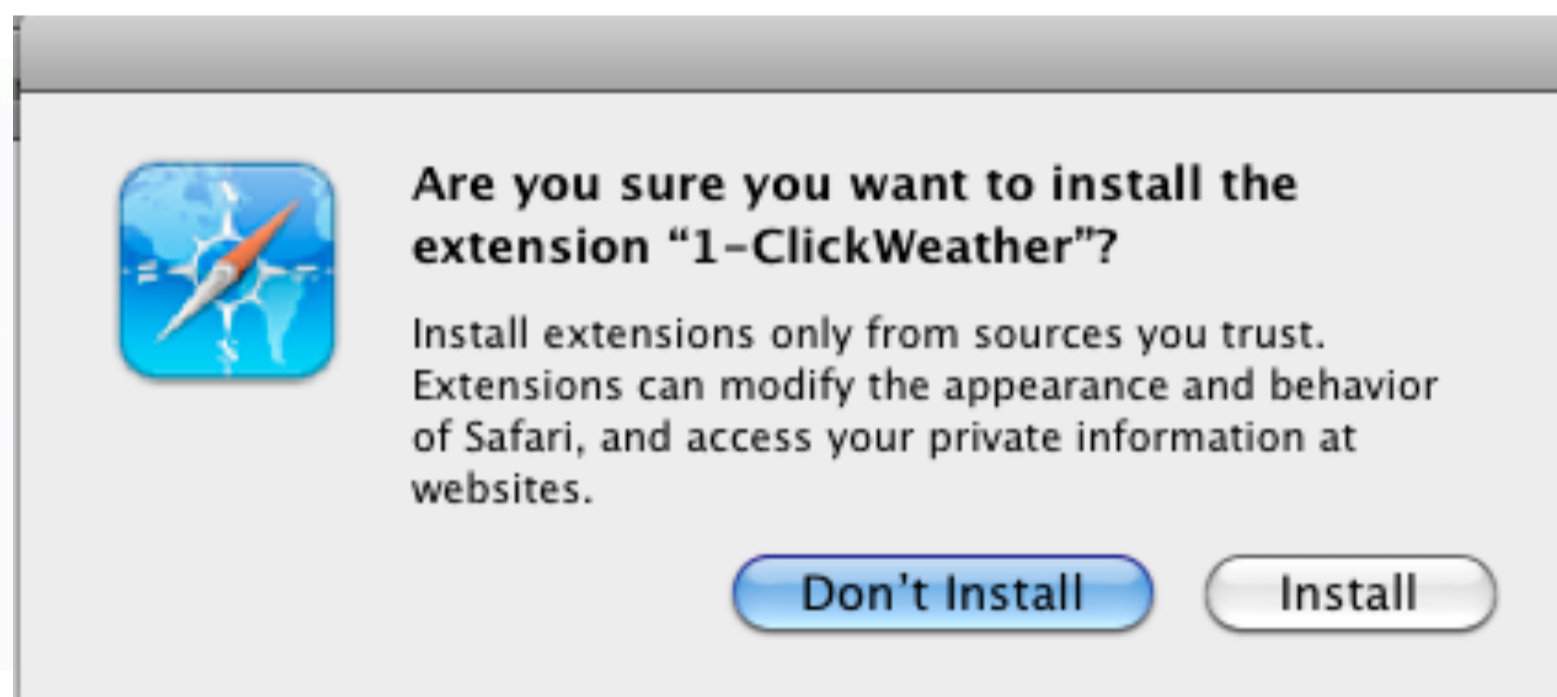 Are you sure you want to install the
extension “1-ClickWeather”?
Install extensions only from sources you trust.
Extensions can modify the appearance and behavior
of Safari, and access your private information at
websites.
Don't Install
Install